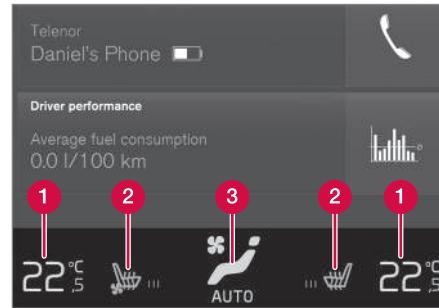 Telenor
Daniel's Phone
Driver performance
Average fuel consumption
0.0 l/100 km
1 2 3 2 1
22°C,5 22°C,5
AUTO